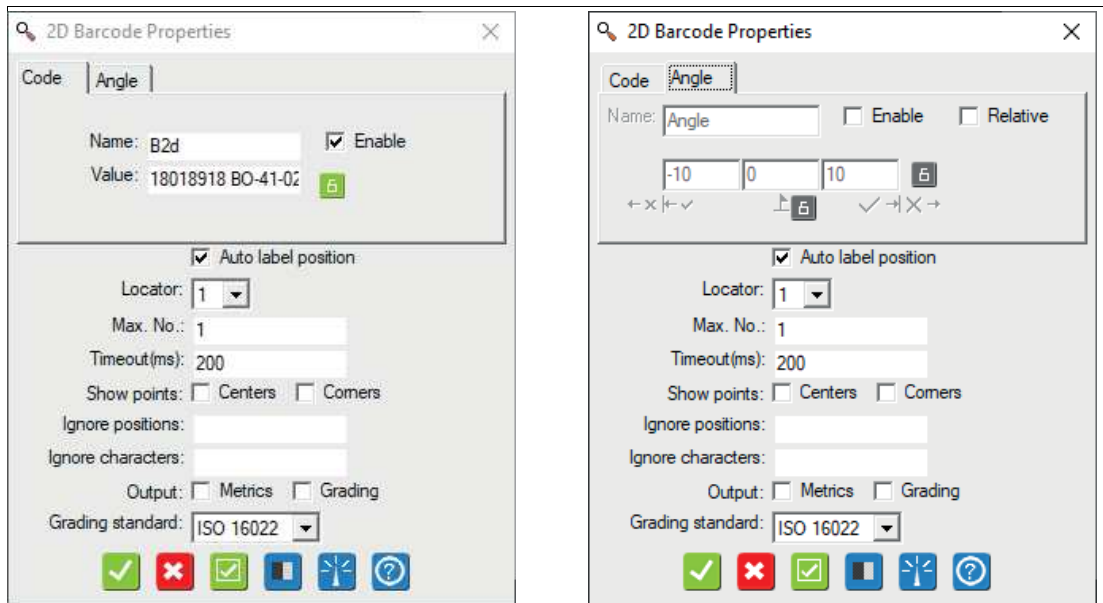 2D Barcode Properties
Code Angle
Name: B2d Enable
Value: 18018918 BO-41-02
Auto label position
Locator: 1
Max. No.: 1
Timeout(ms): 200
Show points: Centers Corners
Ignore positions:
Ignore characters:
Output: Metrics Grading
Grading standard: ISO 16022
2D Barcode Properties
Code Angle
Name: Angle Enable Relative
-10 0 10
Auto label position
Locator: 1
Max. No.: 1
Timeout(ms): 200
Show points: Centers Corners
Ignore positions:
Ignore characters:
Output: Metrics Grading
Grading standard: ISO 16022